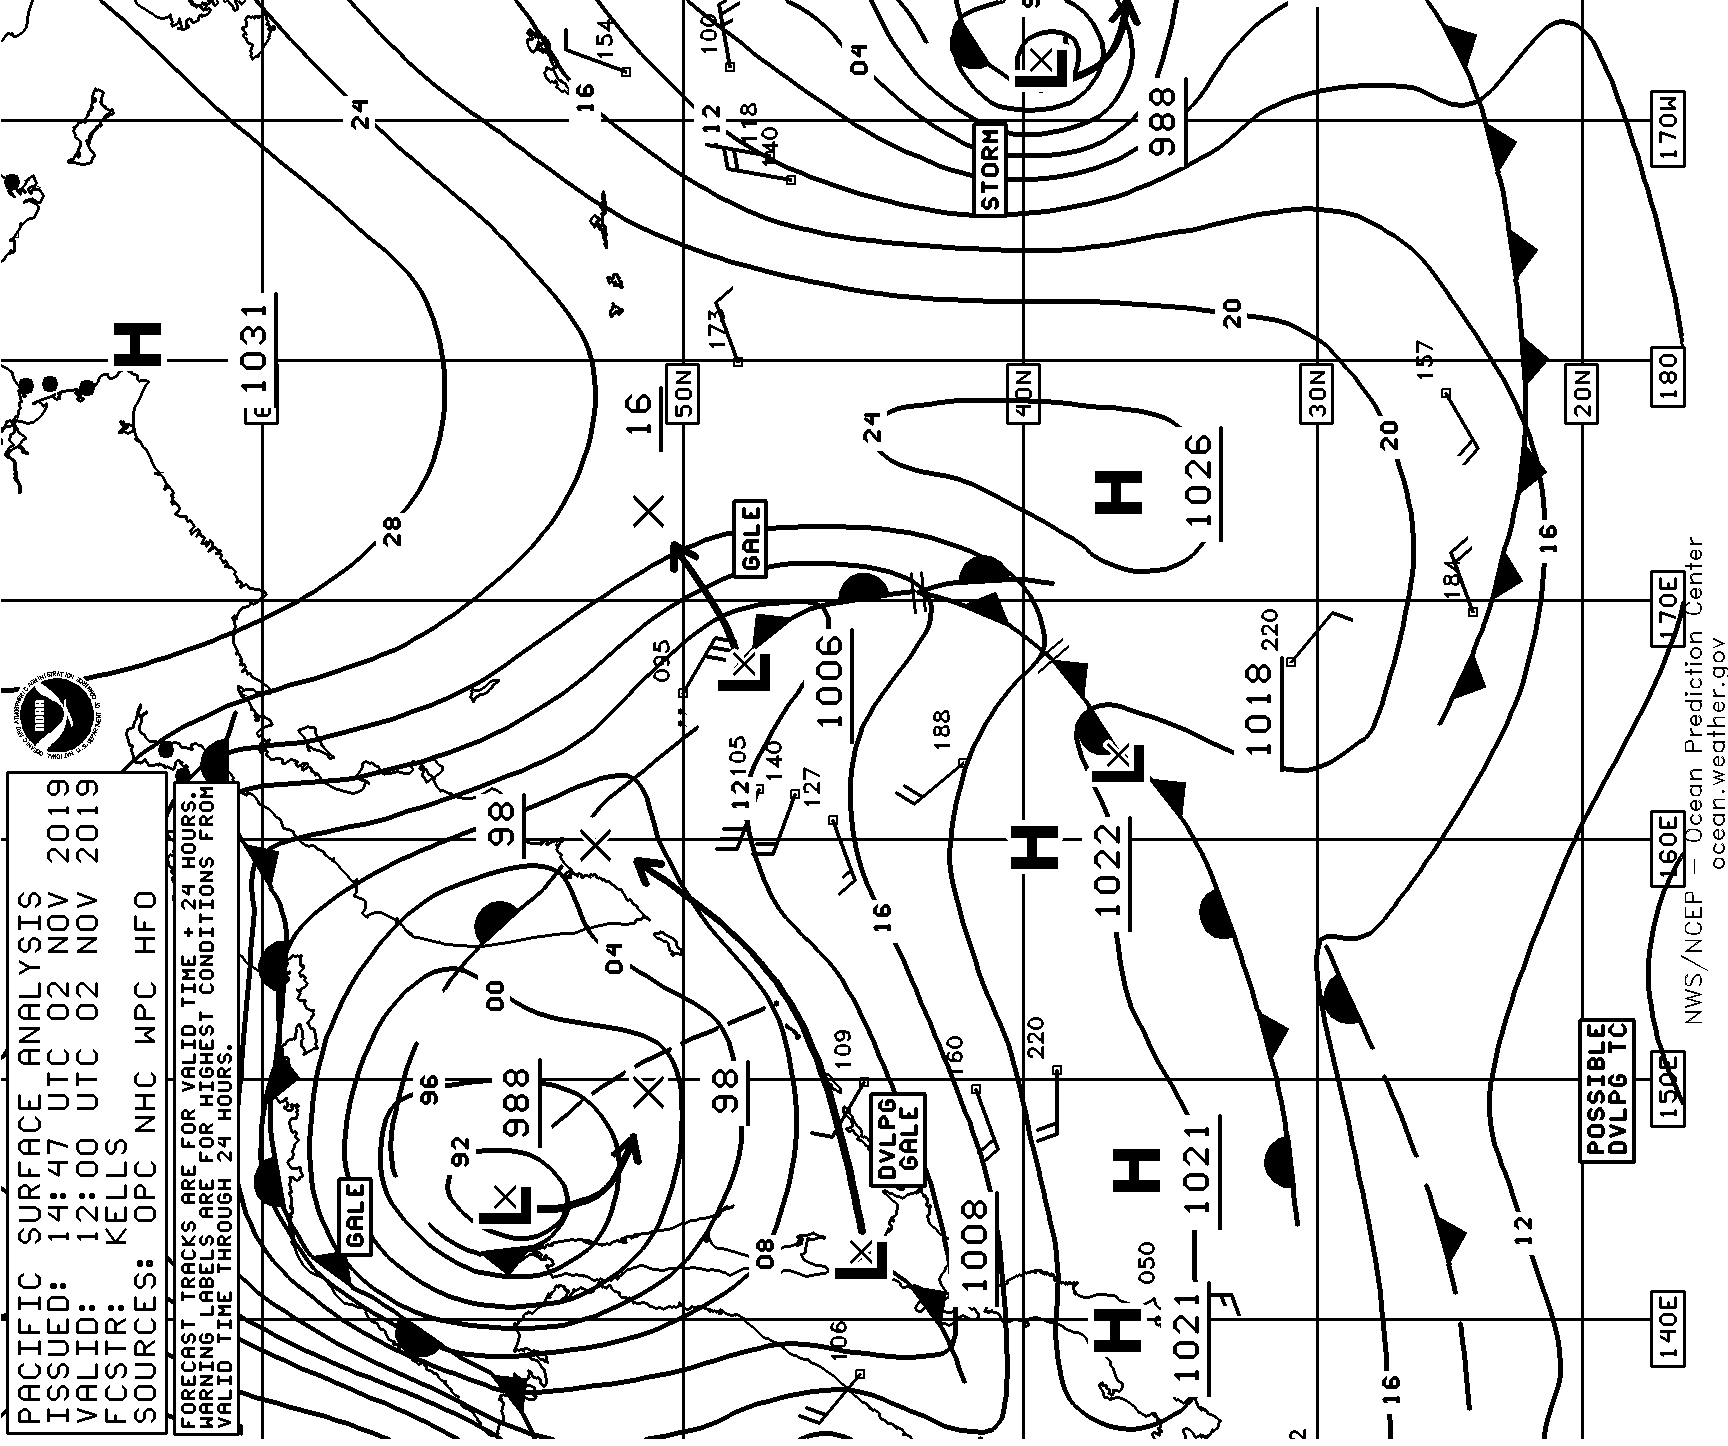 PACIFIC SURFACE ANALYSIS
ISSUED: 14:47 UTC 02 NOV 2019
VALID: 12:00 UTC 02 NOV 2019
FCSTR: KELLS
SOURCES: OPC NHC WPC HFO
FORECAST TRACKS ARE FOR VALID TIME + 24 HOURS.
WARNING LABELS ARE FOR HIGHEST CONDITIONS FROM
VALID TIME THROUGH 24 HOURS.
NOAA
H
1031
24
28
16
154
100
04
12
118
140
STORM
L
988
170W
173
16
50N
40N
30N
20N
180
20
157
24
H
1026
20
GALE
16
184
170E
095
L
1006
220
1018
188
105
12
140
127
L
98
H
1022
160E
16
04
00
96
988
98
92
L
109
160
220
DVLPG
GALE
GALE
H
1021
POSSIBLE
DVLPG TC
150E
08
L
1008
050
H
1021
12
140E
106
16
NWS/NCEP – Ocean Prediction Center
ocean.weather.gov